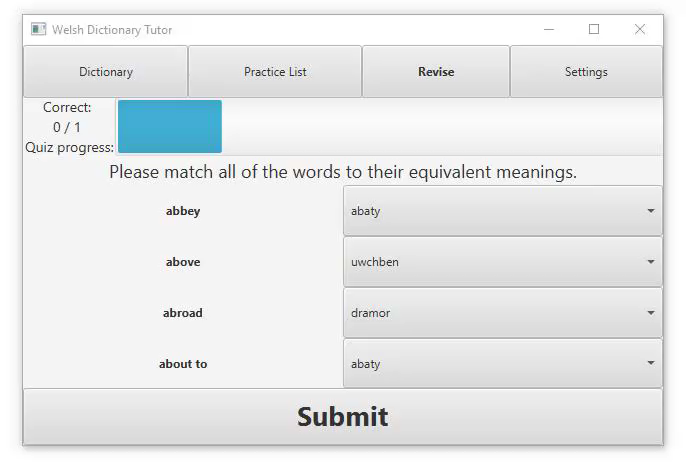 Welsh Dictionary Tutor
Dictionary Practice List Revise Settings
Correct:
0 / 1
Quiz progress:
Please match all of the words to their equivalent meanings.
abbey abaty
above uwchben
abroad dramor
about to abaty
Submit